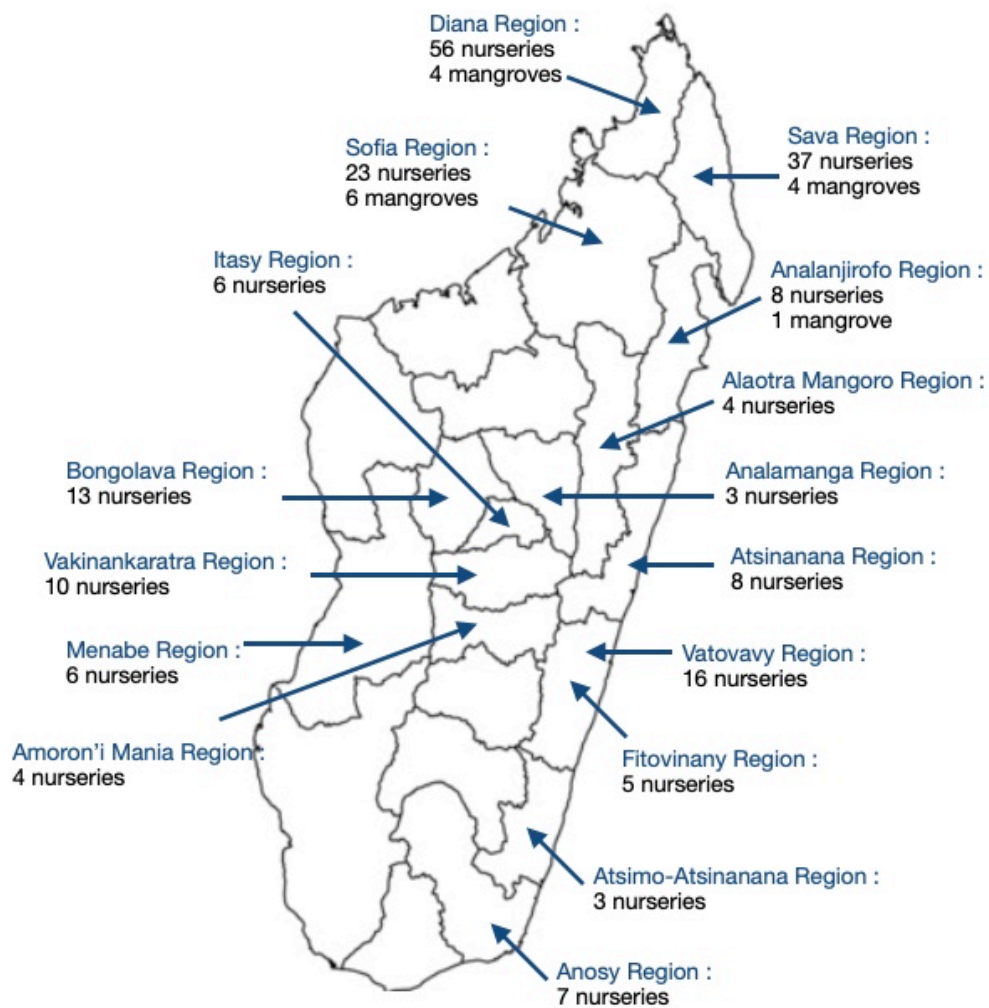 Diana Region :
56 nurseries
4 mangroves
Sava Region :
37 nurseries
4 mangroves
Sofia Region :
23 nurseries
6 mangroves
Itasy Region :
6 nurseries
Analanjirofo Region :
8 nurseries
1 mangrove
Alaotra Mangoro Region :
4 nurseries
Bongolava Region :
13 nurseries
Analamanga Region :
3 nurseries
Vakinankaratra Region :
10 nurseries
Atsinanana Region :
8 nurseries
Menabe Region :
6 nurseries
Vatovavy Region :
16 nurseries
Amoron'i Mania Region :
4 nurseries
Fitovinany Region :
5 nurseries
Atsimo-Atsinanana Region :
3 nurseries
Anosy Region :
7 nurseries